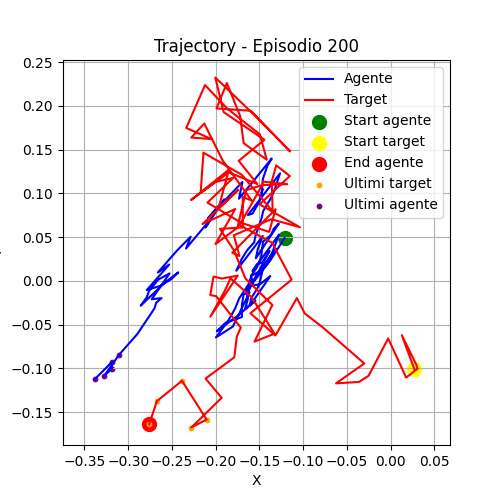 Trajectory - Episodio 200
Agente
Target
Start agente
Start target
End agente
Ultimi target
Ultimi agente
0.25
0.20
0.15
0.10
0.05
0.00
−0.05
−0.10
−0.15
−0.35 −0.30 −0.25 −0.20 −0.15 −0.10 −0.05 0.00 0.05
X